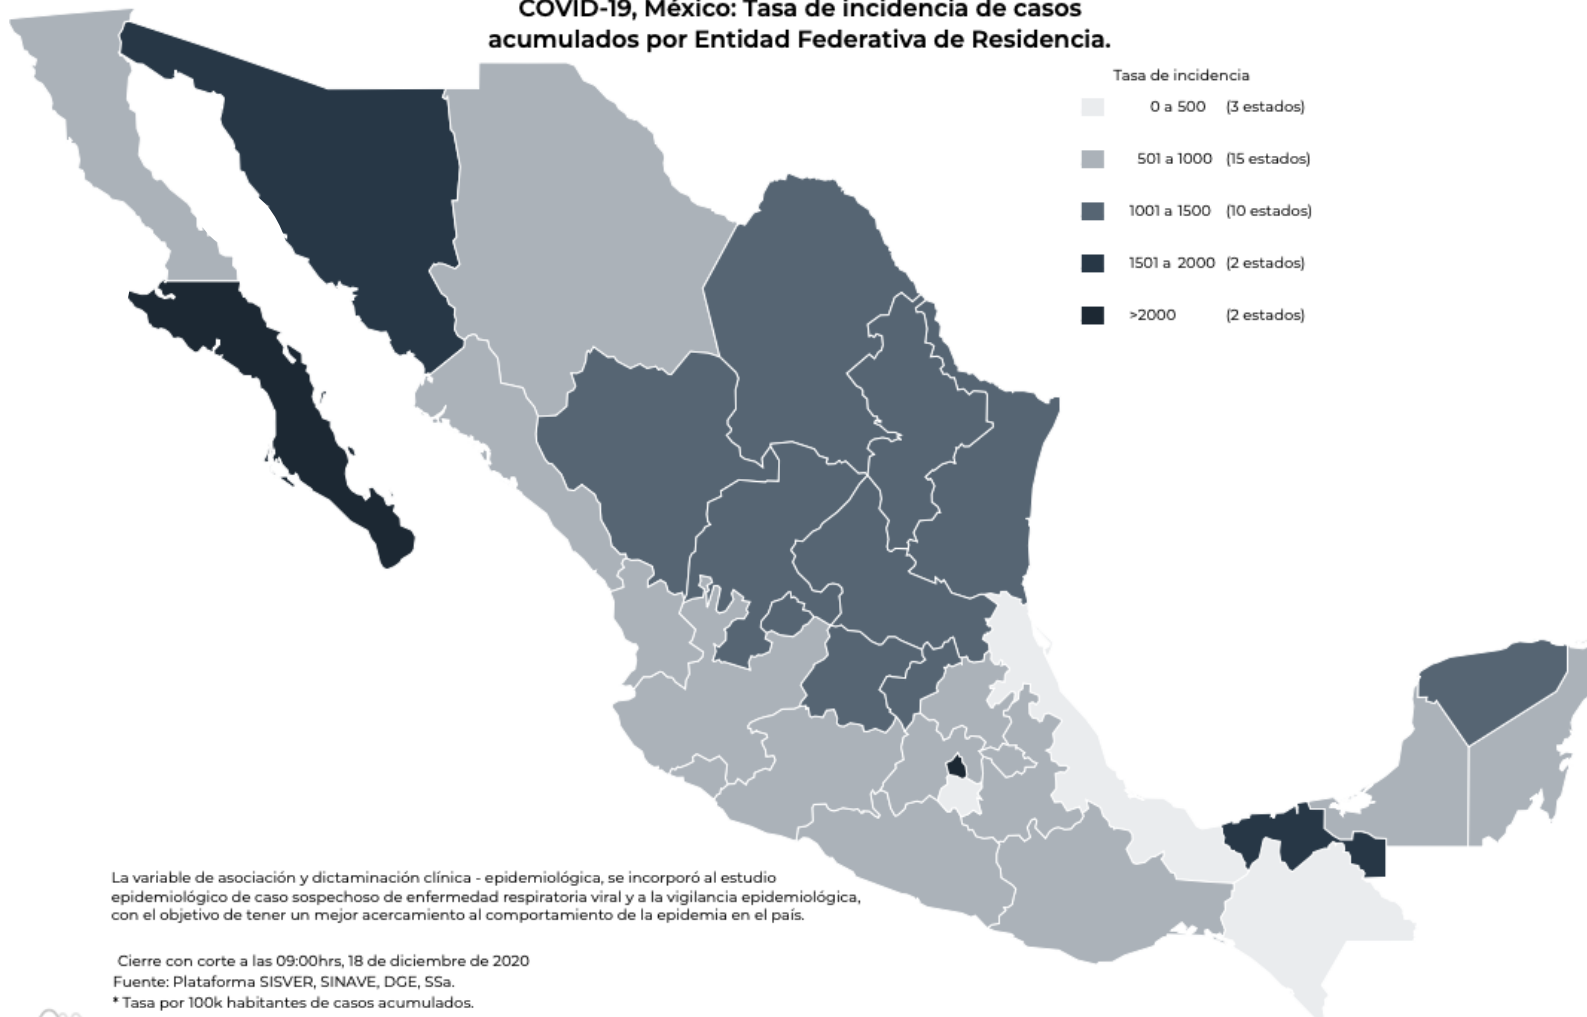 COVID-19, México: Tasa de incidencia de casos
acumulados por Entidad Federativa de Residencia.
Tasa de incidencia
0 a 500 (3 estados)
501 a 1000 (15 estados)
1001 a 1500 (10 estados)
1501 a 2000 (2 estados)
>2000 (2 estados)
La variable de asociación y dictaminación clínica - epidemiológica, se incorporó al estudio
epidemiológico de caso sospechoso de enfermedad respiratoria viral y a la vigilancia epidemiológica,
con el objetivo de tener un mejor acercamiento al comportamiento de la epidemia en el país.
Cierre con corte a las 09:00hrs, 18 de diciembre de 2020
Fuente: Plataforma SISVER, SINAVE, DGE, SSa.
* Tasa por 100k habitantes de casos acumulados.